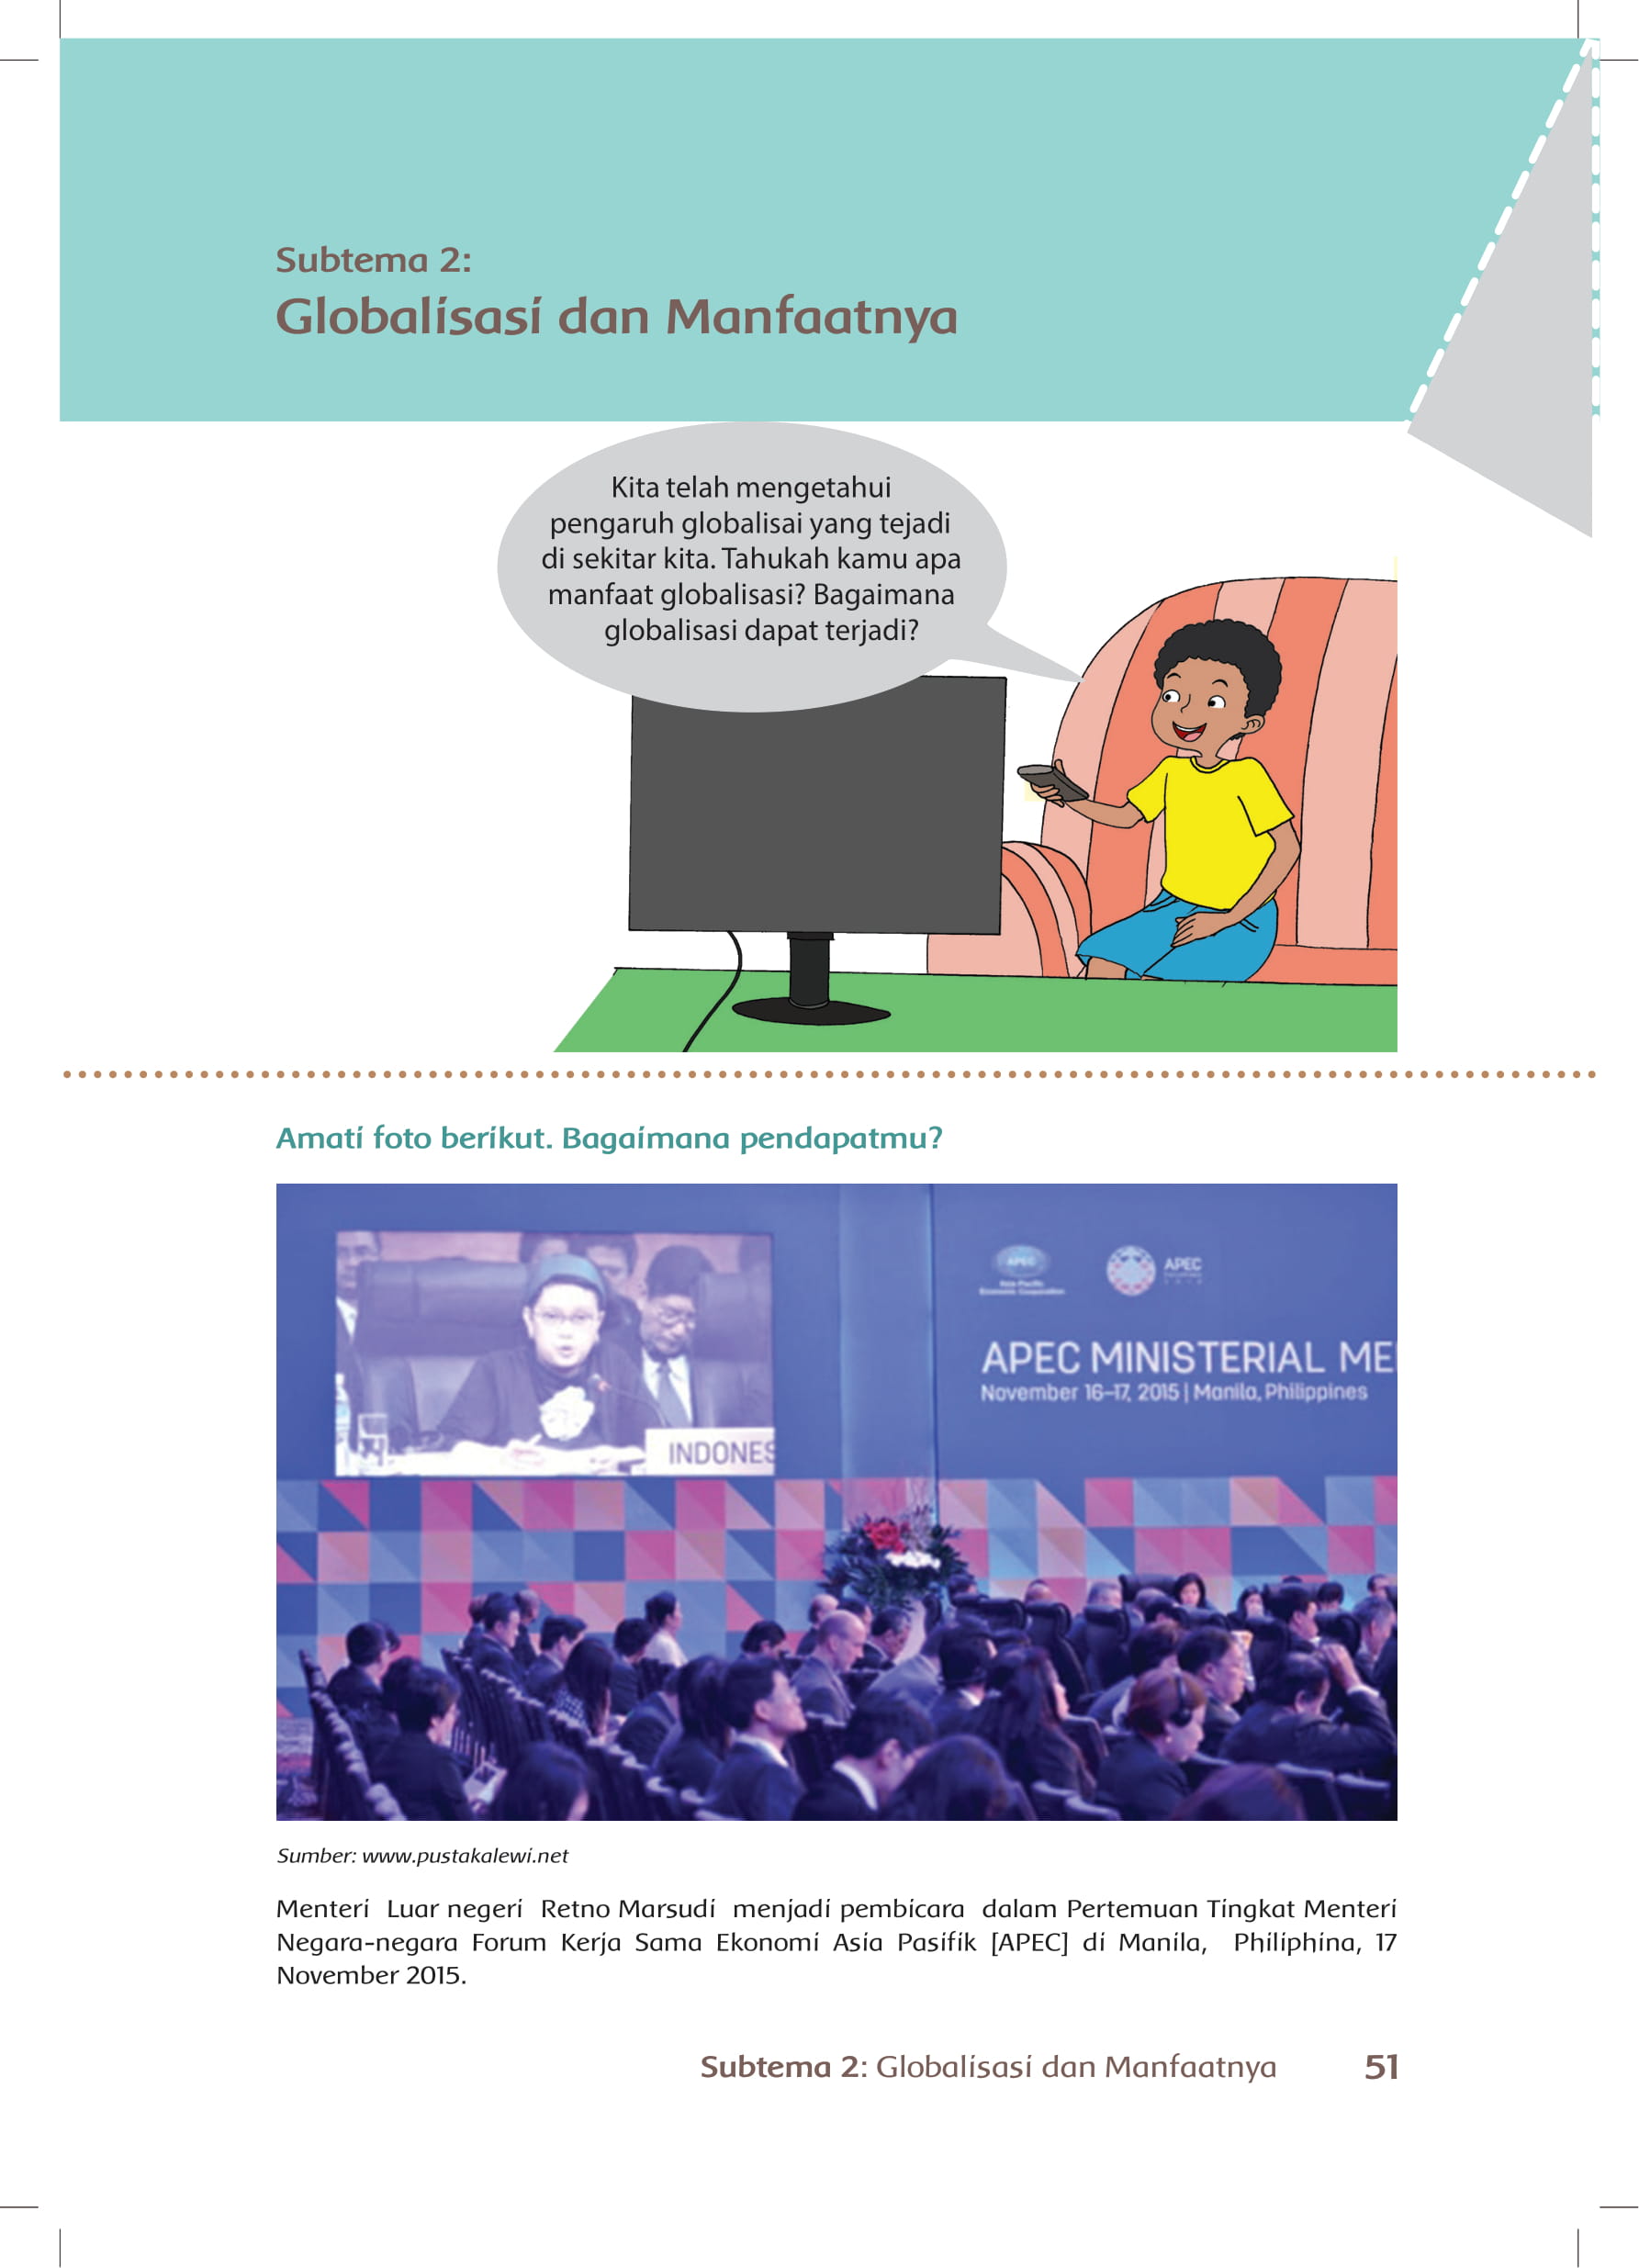 Subtema 2:
Globalisasi dan Manfaatnya
Kita telah mengetahui
pengaruh globalisai yang tejadi
di sekitar kita. Tahukah kamu apa
manfaat globalisasi? Bagaimana
globalisasi dapat terjadi?
Amati foto berikut. Bagaimana pendapatmu?
APEC
Asia-Pacific
Economic Cooperation
APEC
APEC MINISTERIAL ME
November 16-17, 2015 | Manila, Philippines
INDONES
Sumber: www.pustakalewi.net
Menteri Luar negeri Retno Marsudi menjadi pembicara dalam Pertemuan Tingkat Menteri
Negara-negara Forum Kerja Sama Ekonomi Asia Pasifik [APEC] di Manila, Philiphina, 17
November 2015.
Subtema 2: Globalisasi dan Manfaatnya 51